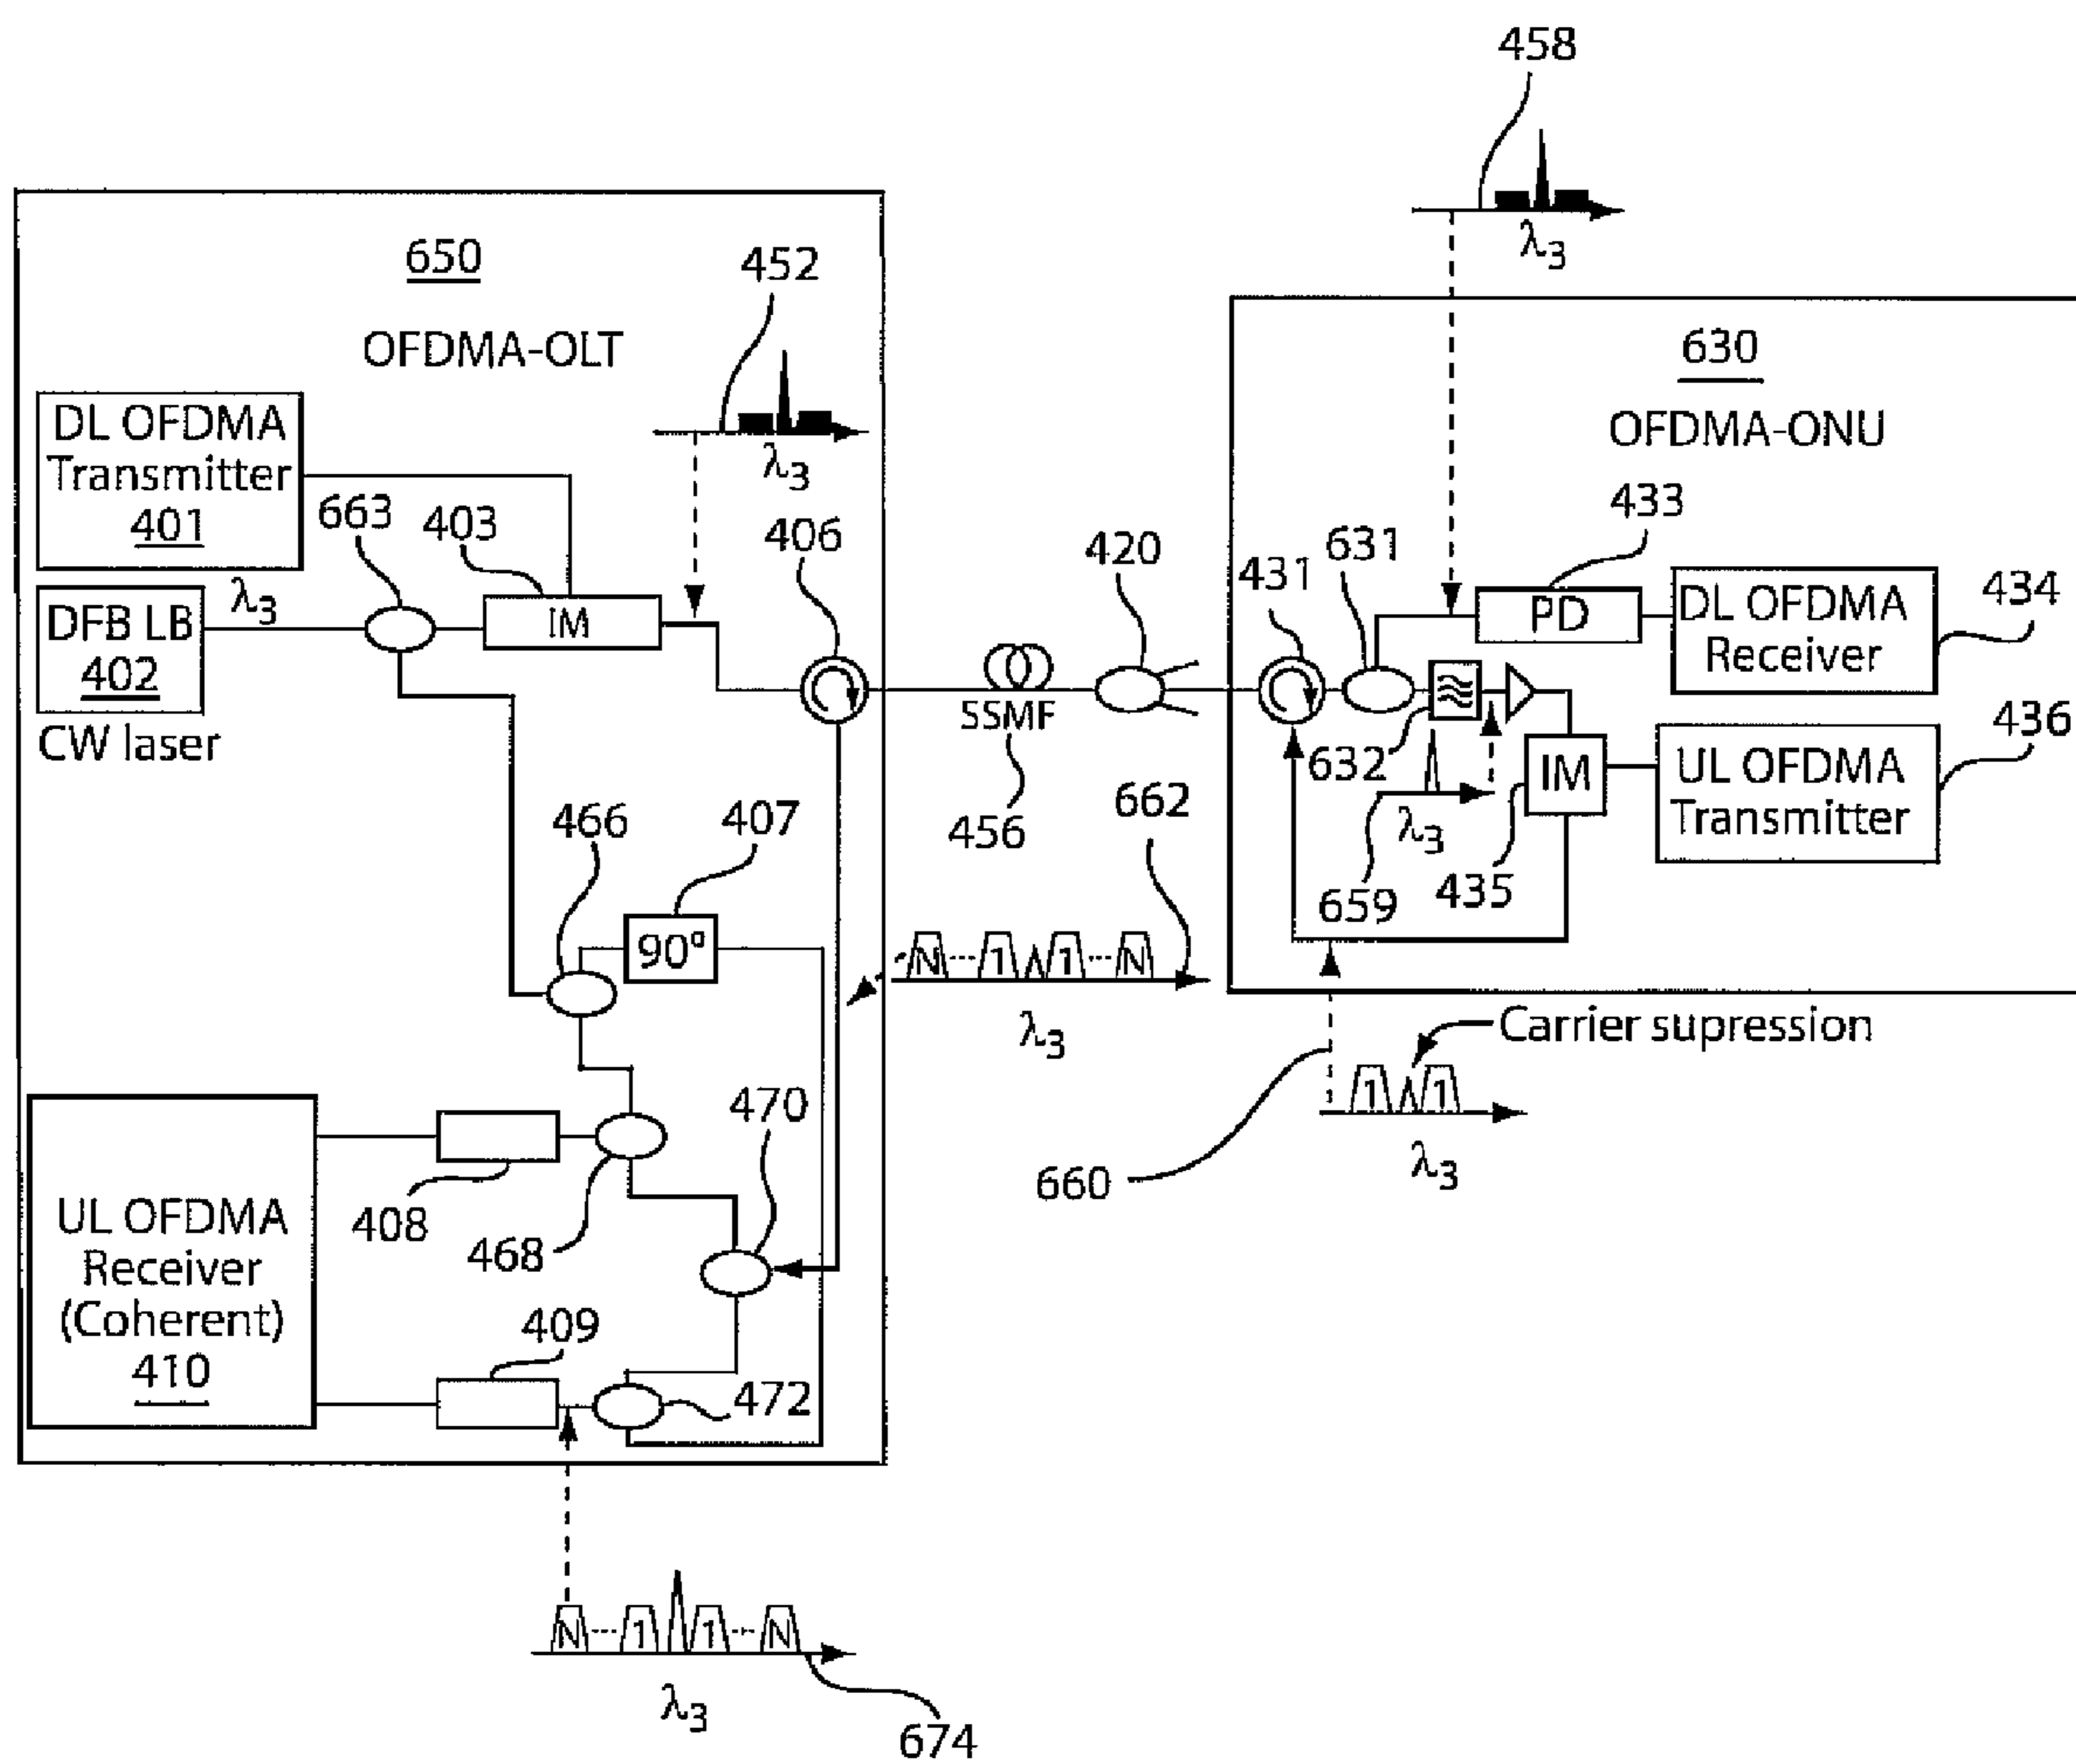 458
λ3
650
OFDMA-OLT
452
λ3
DL OFDMA
Transmitter
401
663
403
406
DFB LB
402
CW laser
λ3
IM
420
SSMF
456
630
OFDMA-ONU
433
631
431
PD
DL OFDMA
Receiver
434
632
IM
UL OFDMA
Transmitter
436
λ3
659
435
662
N 1 1 N
λ3
466
407
90º
Carrier supression
1 1
λ3
660
470
408
468
UL OFDMA
Receiver
(Coherent)
410
409
472
N 1 1 N
λ3
674